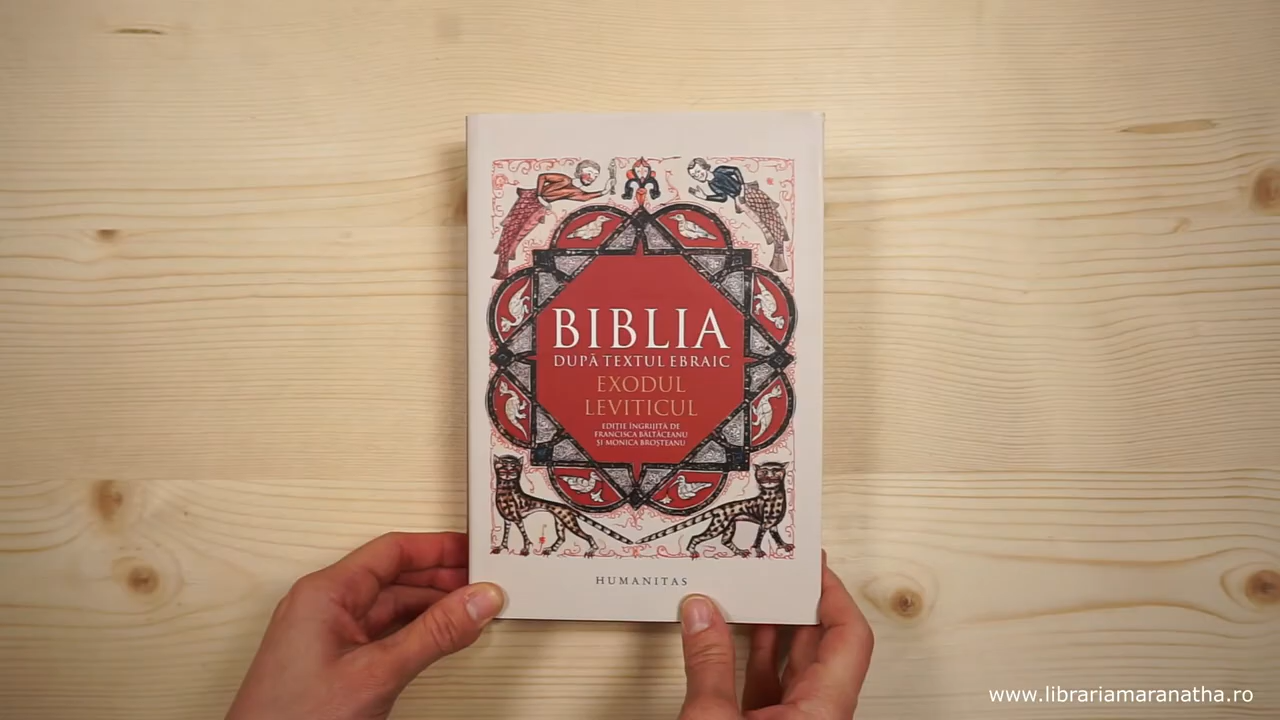 BIBLIA
DUPĂ TEXTUL EBRAIC
EXODUL
LEVITICUL
EDIȚIE ÎNGRIJITĂ DE
FRANCISCA BĂLTĂCEANU
ȘI MONICA BROȘTEANU
HUMANITAS
www.librariamaranatha.ro